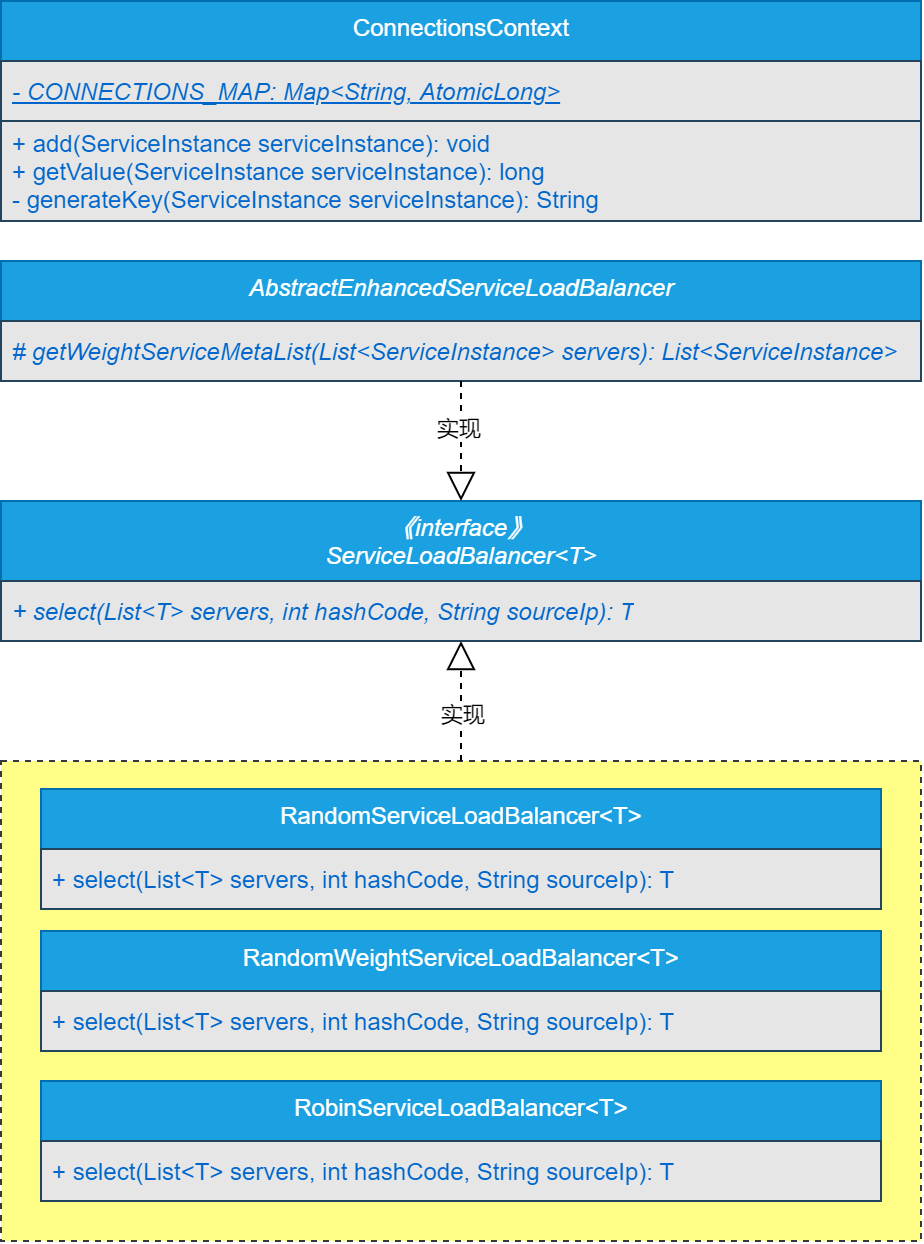 ConnectionsContext
- CONNECTIONS_MAP: Map<String, AtomicLong>
+ add(ServiceInstance serviceInstance): void
+ getValue(ServiceInstance serviceInstance): long
- generateKey(ServiceInstance serviceInstance): String
AbstractEnhancedServiceLoadBalancer
# getWeightServiceMetaList(List<ServiceInstance> servers): List<ServiceInstance>
实现
《interface》
ServiceLoadBalancer<T>
+ select(List<T> servers, int hashCode, String sourceIp): T
实现
RandomServiceLoadBalancer<T>
+ select(List<T> servers, int hashCode, String sourceIp): T
RandomWeightServiceLoadBalancer<T>
+ select(List<T> servers, int hashCode, String sourceIp): T
RobinServiceLoadBalancer<T>
+ select(List<T> servers, int hashCode, String sourceIp): T